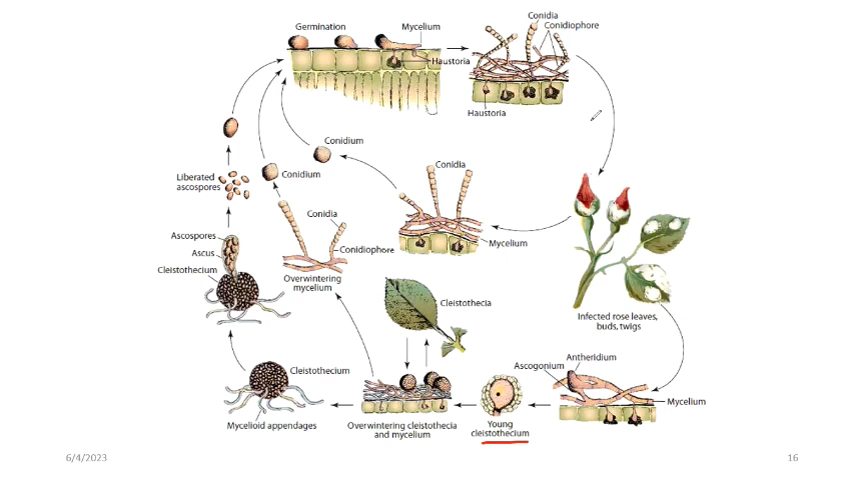 Germination
Mycelium
Haustoria
Conidia
Conidiophore
Haustoria
Conidium
Conidium
Liberated
ascospores
Conidia
Mycelium
Conidia
Conidiophore
Overwintering
mycelium
Ascospores
Ascus
Cleistothecium
Cleistothecia
Infected rose leaves,
buds, twigs
Antheridium
Ascogonium
Mycelium
Cleistothecium
Mycelioid appendages
Overwintering cleistothecia
and mycelium
Young
cleistothecium
6/4/2023
16